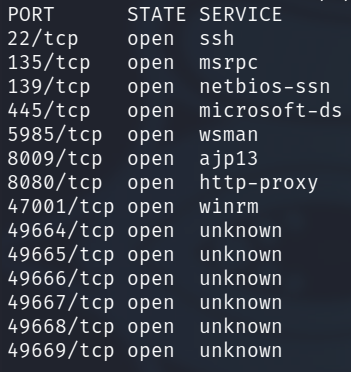 PORT STATE SERVICE
22/tcp open ssh
135/tcp open msrpc
139/tcp open netbios-ssn
445/tcp open microsoft-ds
5985/tcp open wsman
8009/tcp open ajp13
8080/tcp open http-proxy
47001/tcp open winrm
49664/tcp open unknown
49665/tcp open unknown
49666/tcp open unknown
49667/tcp open unknown
49668/tcp open unknown
49669/tcp open unknown